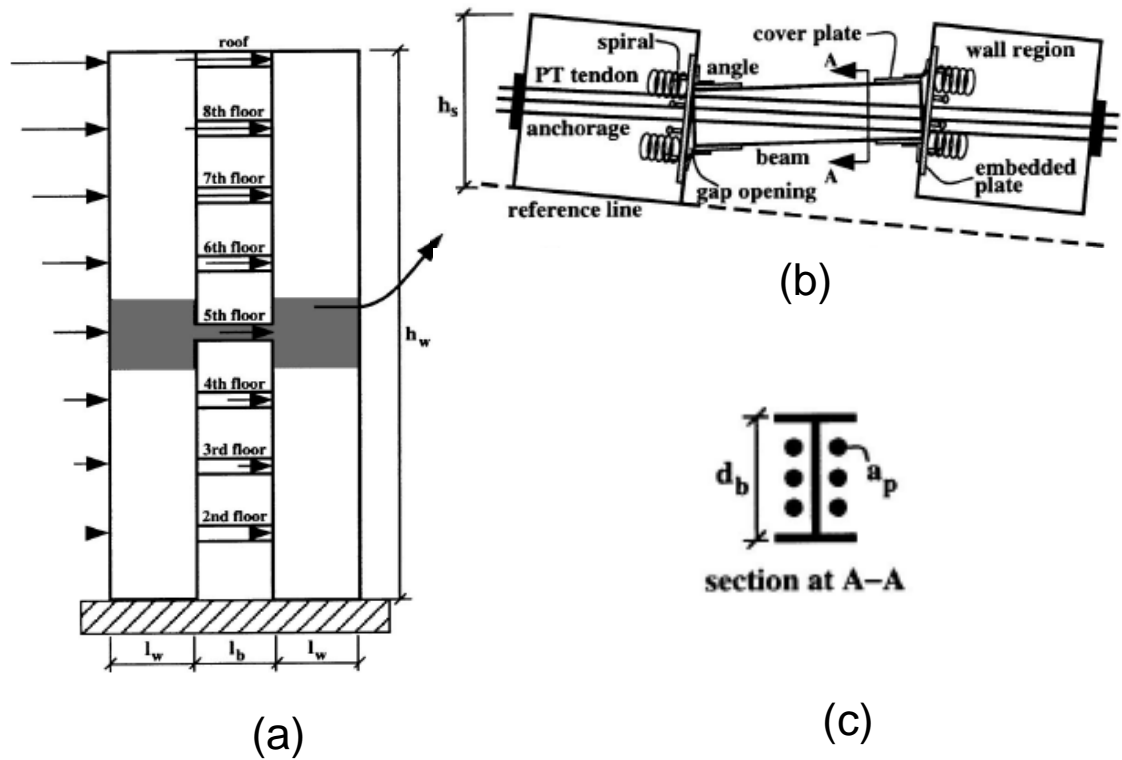 roof
8th floor
7th floor
6th floor
5th floor
4th floor
3rd floor
2nd floor
h_w
l_w l_b l_w
(a)
spiral
cover plate
wall region
PT tendon
angle
A
h_s
anchorage
beam
A
embedded
plate
gap opening
reference line
(b)
d_b
a_p
section at A–A
(c)